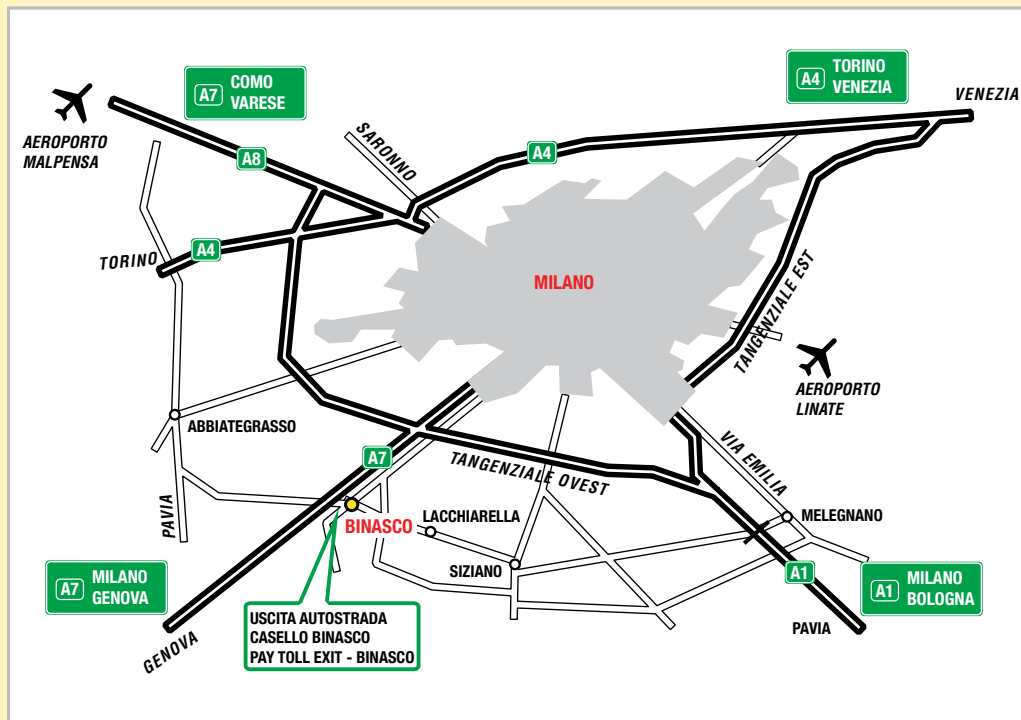 A7
COMO
VARESE
A4
TORINO
VENEZIA
VENEZIA
AEROPORTO
MALPENSA
SARONNO
A8
A4
TORINO
A4
MILANO
TANGENZIALE EST
AEROPORTO
LINATE
ABBIATEGRASSO
A7
TANGENZIALE OVEST
VIA EMILIA
PAVIA
BINASCO
LACCHIARELLA
MELEGNANO
SIZIANO
A7
MILANO
GENOVA
A1
A1
MILANO
BOLOGNA
USCITA AUTOSTRADA
CASELLO BINASCO
PAY TOLL EXIT - BINASCO
GENOVA
PAVIA